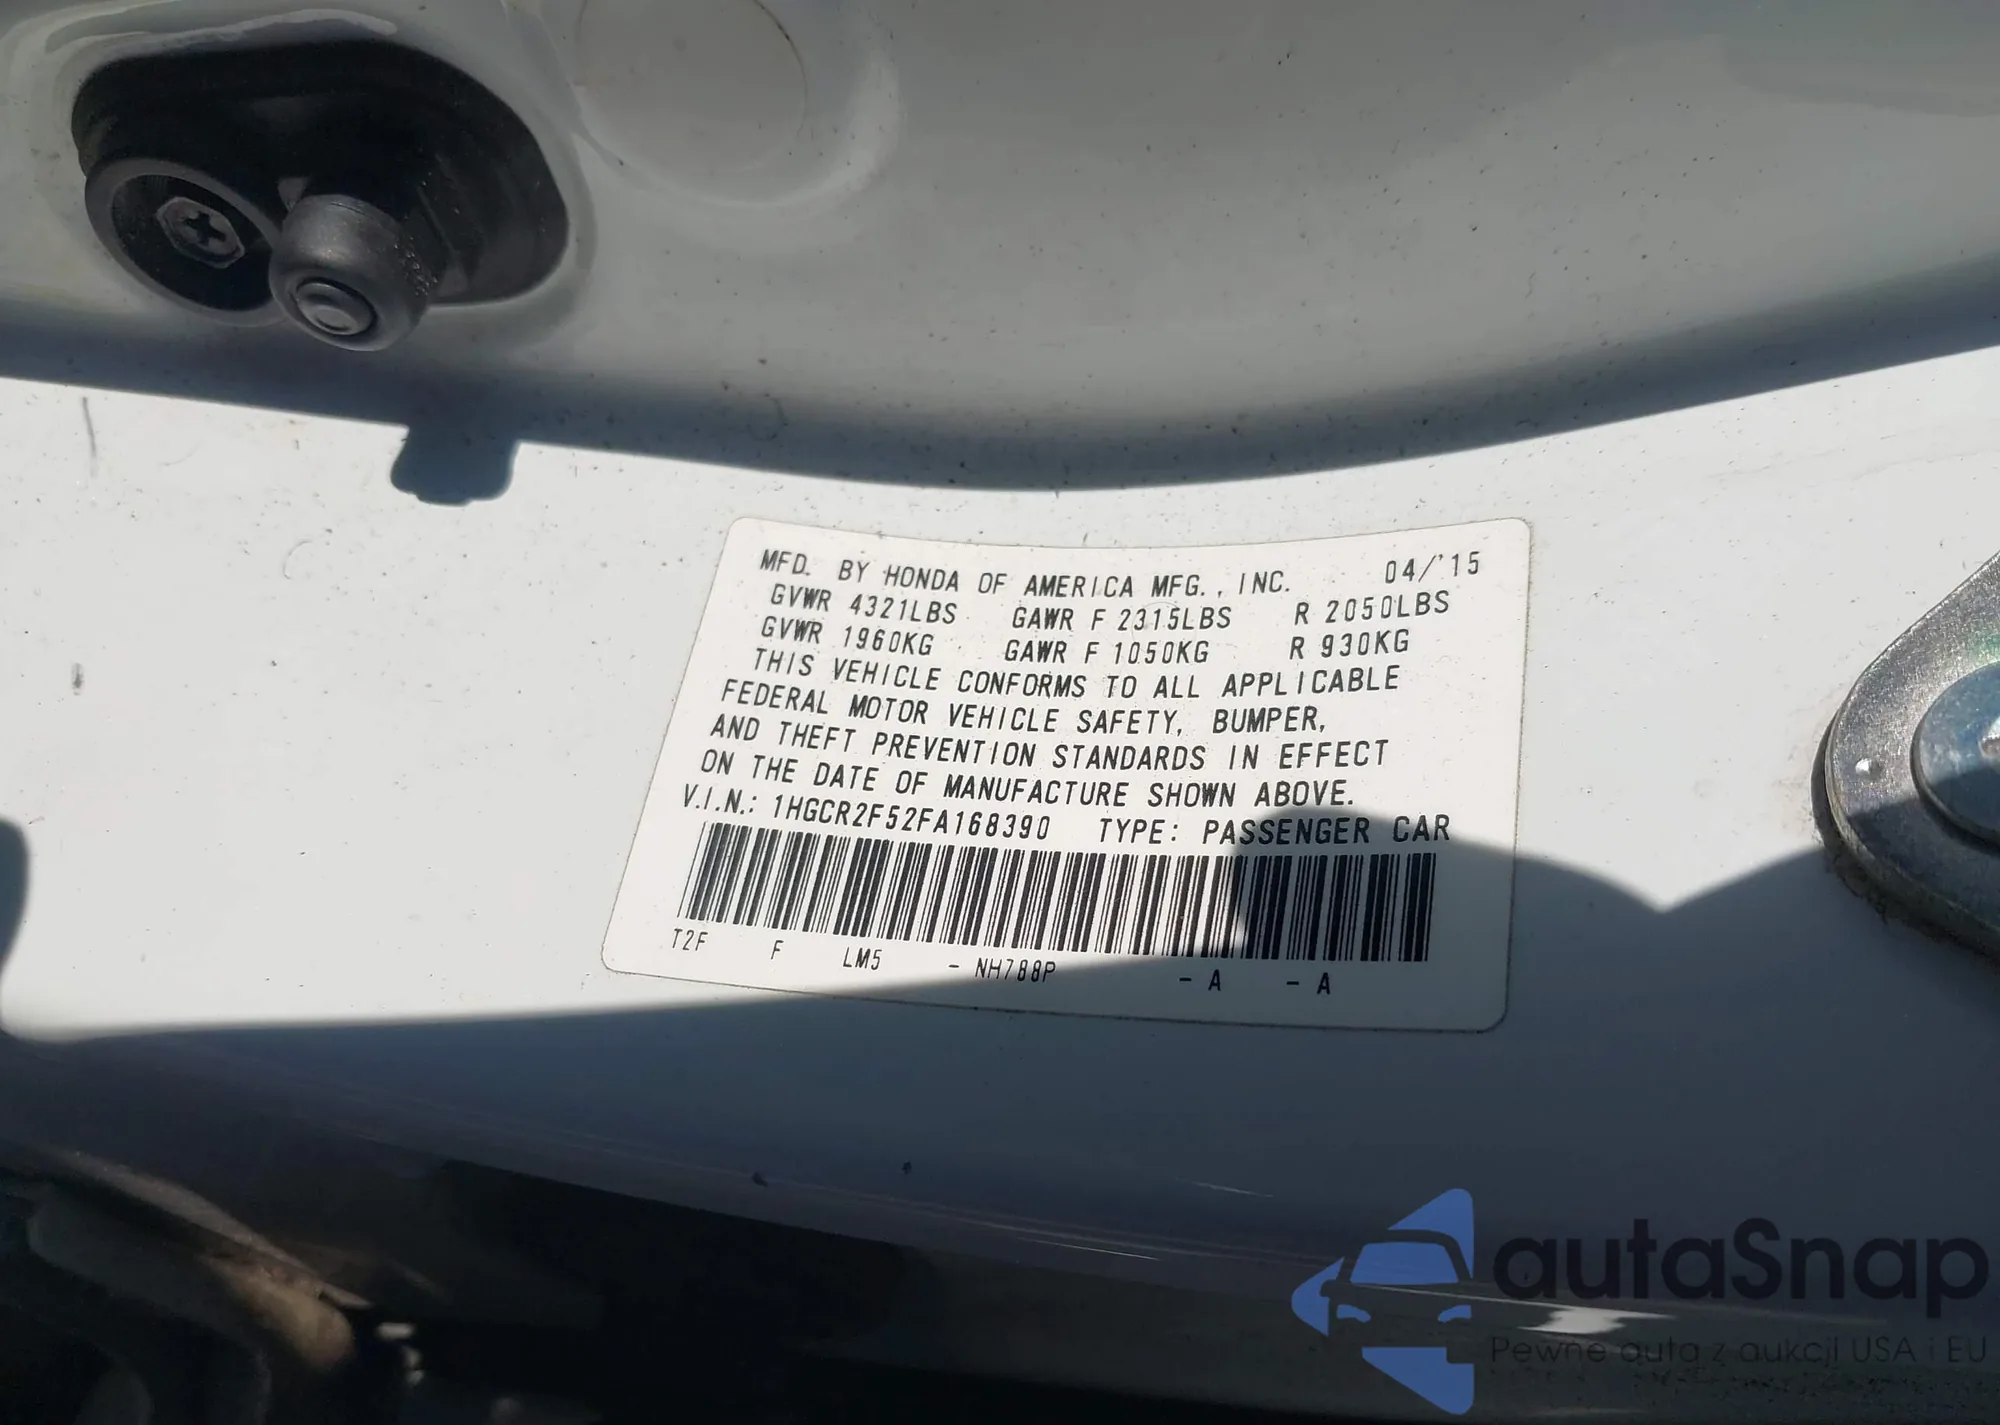 MFD. BY HONDA OF AMERICA MFG., INC. 04/'15
GVWR 4321LBS GAWR F 2315LBS R 2050LBS
GVWR 1960KG GAWR F 1050KG R 930KG
THIS VEHICLE CONFORMS TO ALL APPLICABLE
FEDERAL MOTOR VEHICLE SAFETY, BUMPER,
AND THEFT PREVENTION STANDARDS IN EFFECT
ON THE DATE OF MANUFACTURE SHOWN ABOVE.
V.I.N.: 1HGCR2F52FA168390 TYPE: PASSENGER CAR
T2F F LM5 - NH788P - A - A
autaSnap
Pewne auta z aukcji USA i EU